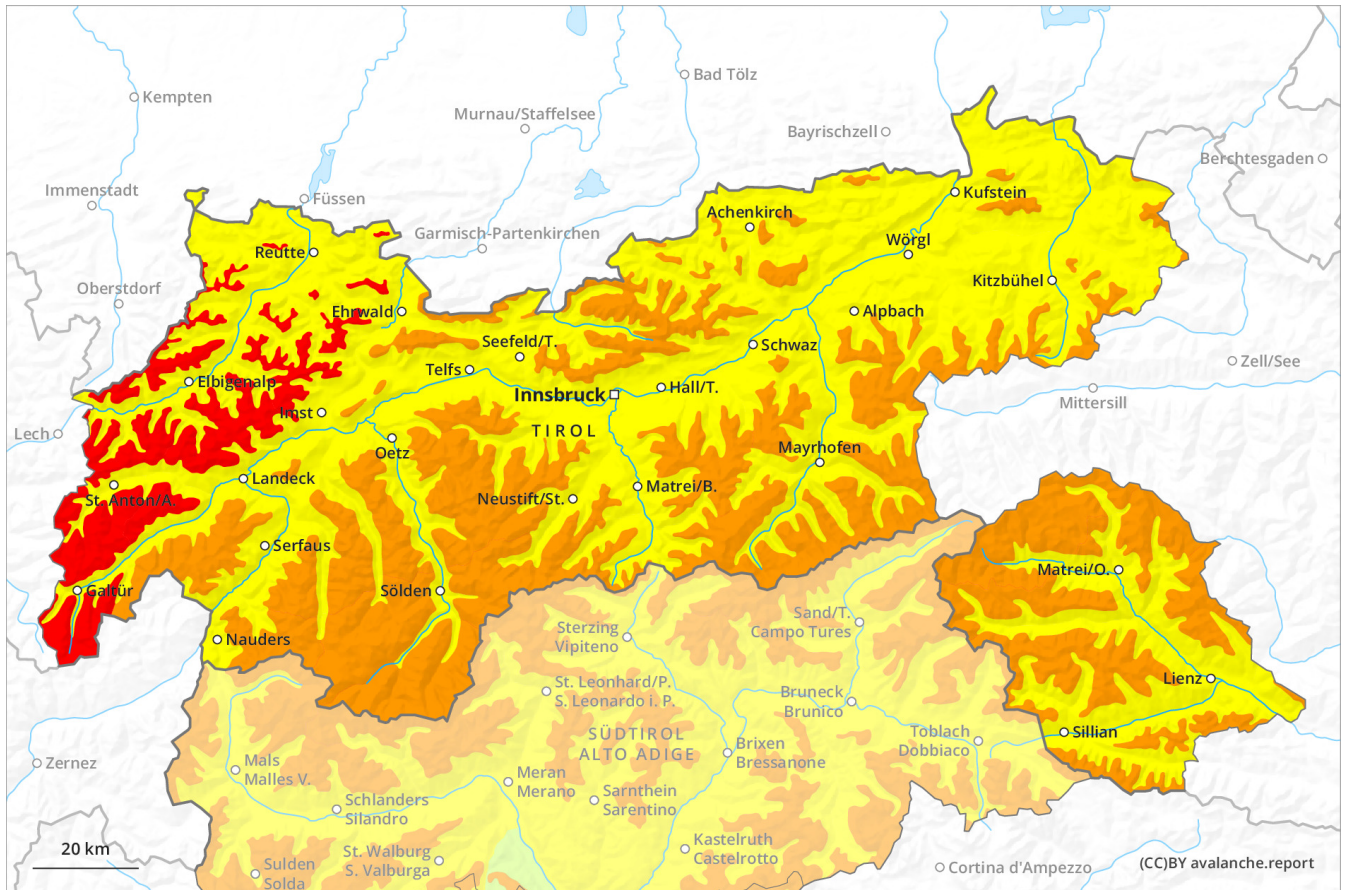 Bad Tölz
Kempten
Murnau/Staffelsee
Bayrischzell
Berchtesgaden
Immenstadt
Füssen
Kufstein
Achenkirch
Garmisch-Partenkirchen
Wörgl
Reutte
Oberstdorf
Kitzbühel
Ehrwald
Alpbach
Seefeld/T.
Schwaz
Zell/See
Telfs
Elbigenalp
Hall/T.
Innsbruck
Mittersill
Imst
TIROL
Lech
Oetz
Mayrhofen
Landeck
St. Anton/A.
Matrei/B.
Neustift/St.
Serfaus
Matrei/O.
Galtür
Sölden
Sand/T.
Campo Tures
Sterzing
Vipiteno
Nauders
Lienz
St. Leonhard/P.
S. Leonardo i. P.
Bruneck
Brunico
SÜDTIROL
ALTO ADIGE
Toblach
Dobbiaco
Sillian
Brixen
Bressanone
Zernez
Mals
Malles V.
Meran
Merano
Sarnthein
Sarentino
Schlanders
Silandro
20 km
St. Walburg
S. Valburga
Kastelruth
Castelrotto
Sulden
Solda
Cortina d'Ampezzo
(CC)BY avalanche.report